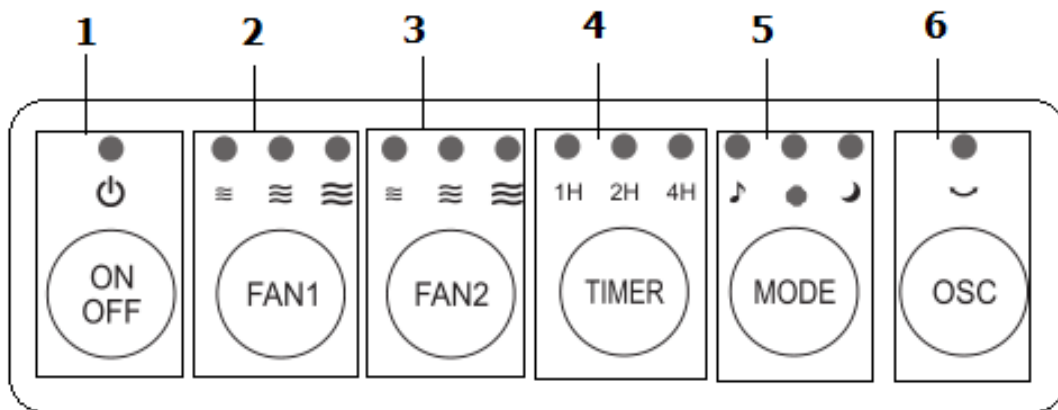 1 2 3 4 5 6
1H 2H 4H
ON
OFF
FAN1
FAN2
TIMER
MODE
OSC